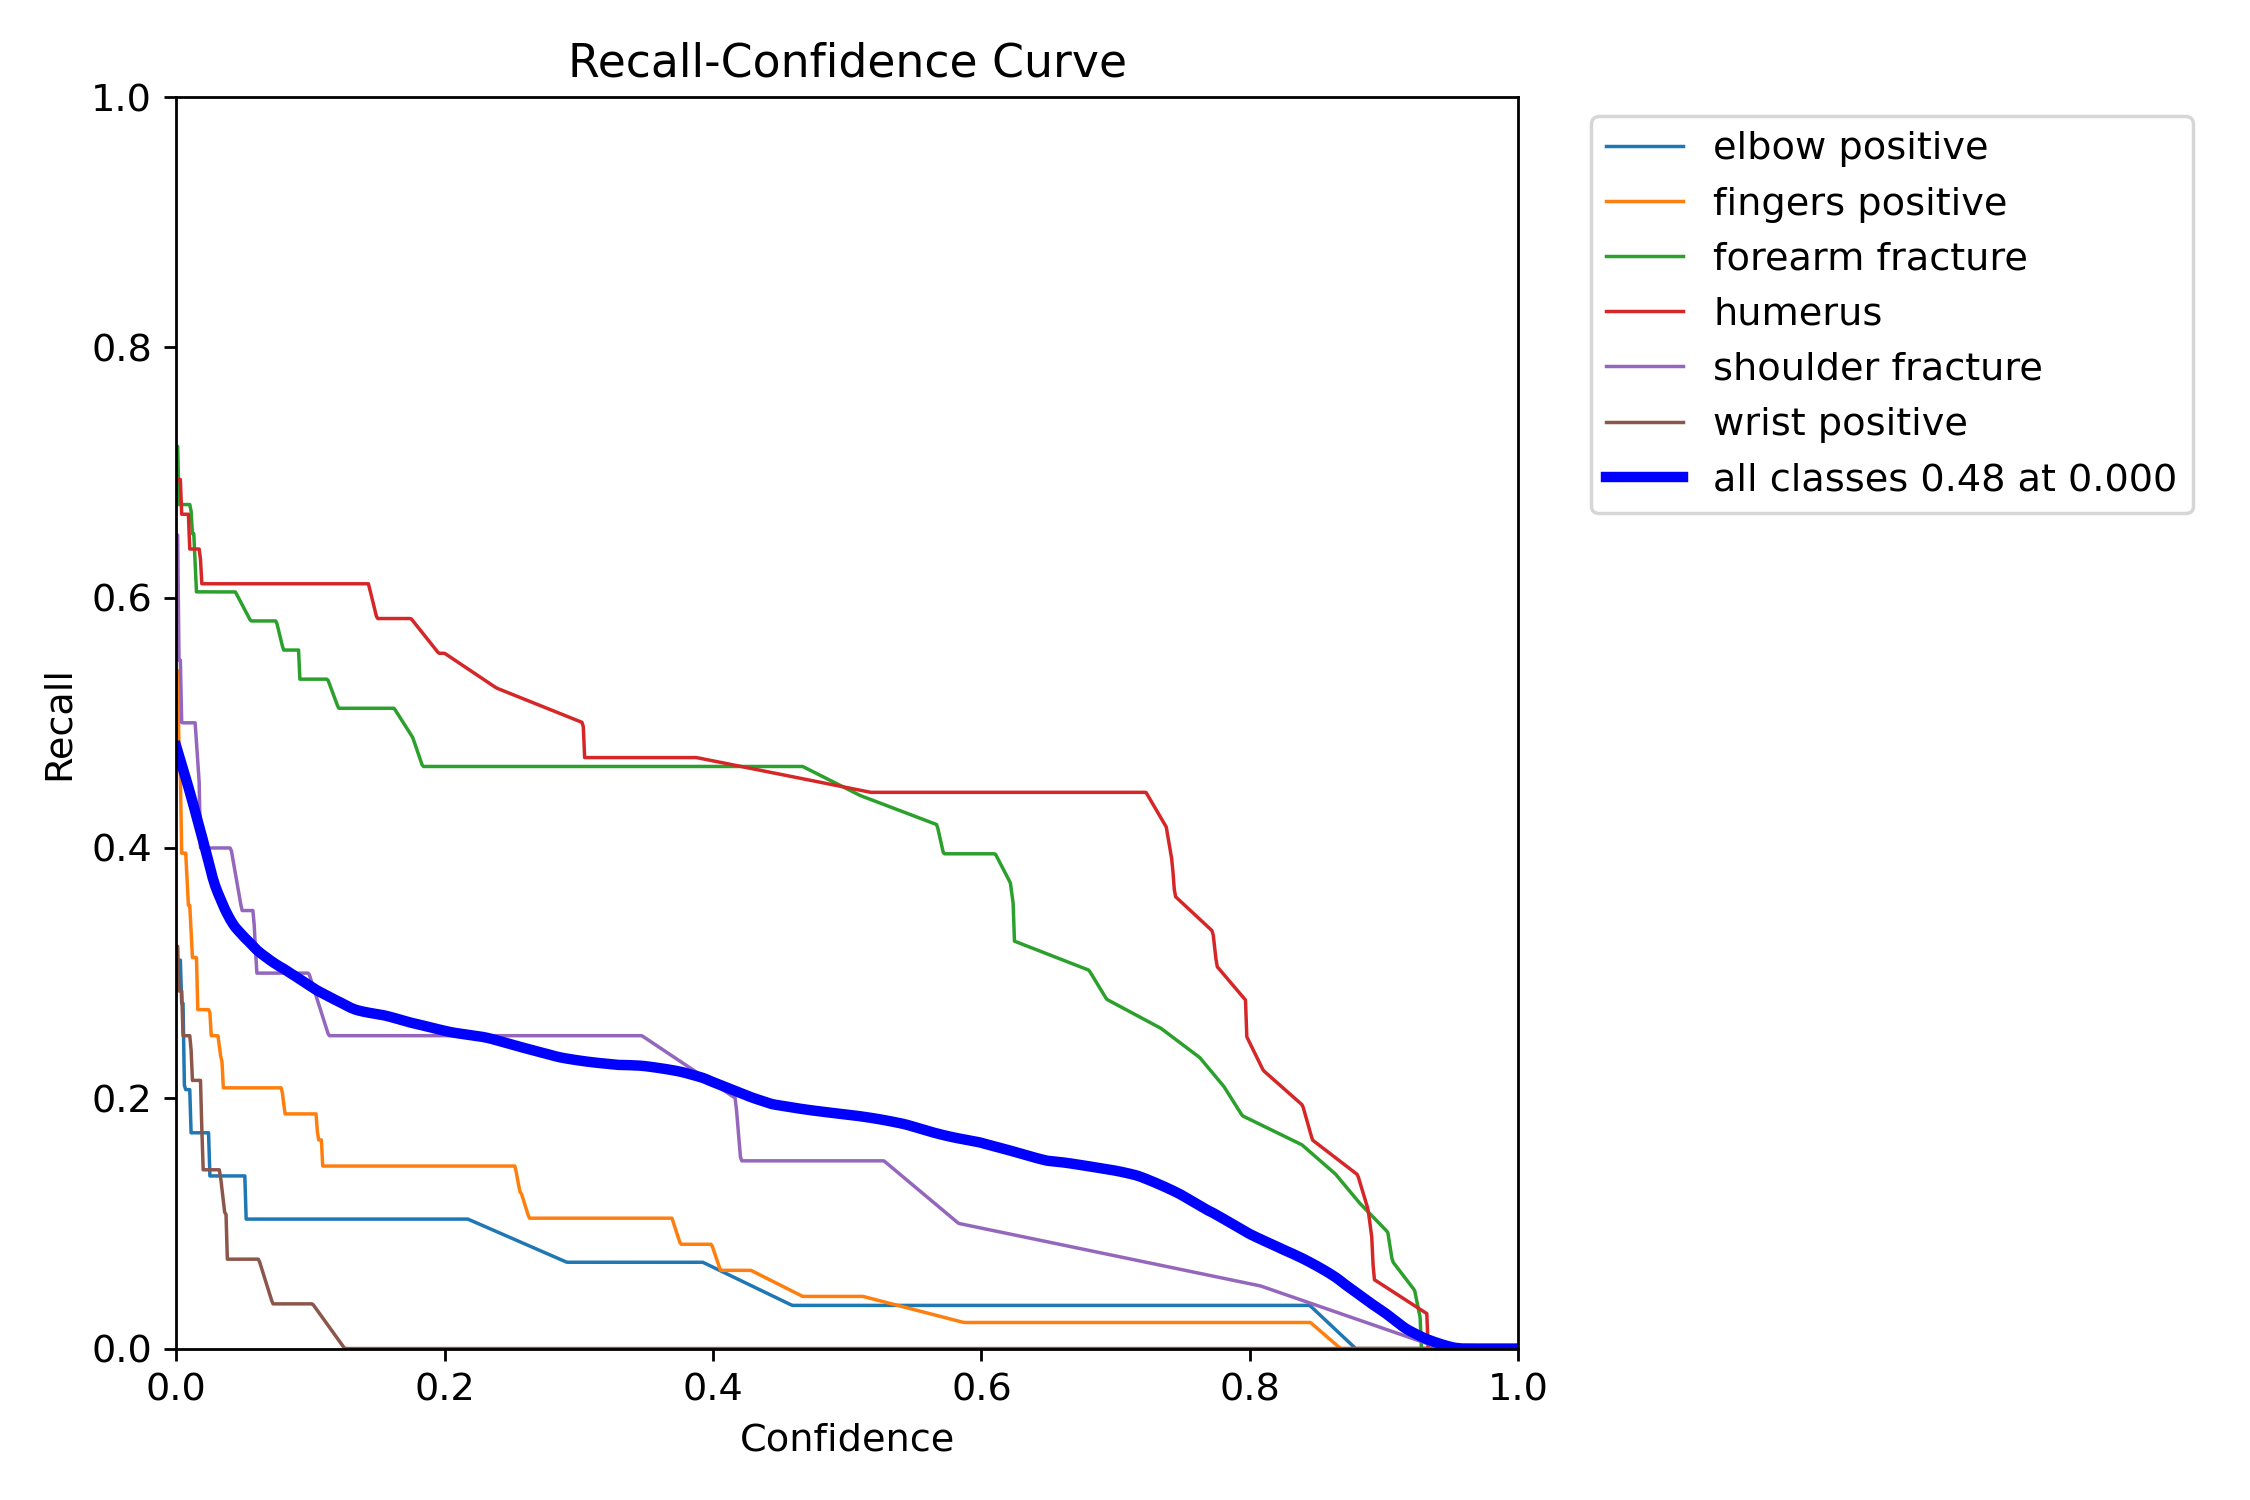 Recall-Confidence Curve
1.0
0.8
0.6
0.4
0.2
0.0
Recall
0.0 0.2 0.4 0.6 0.8 1.0
Confidence
elbow positive
fingers positive
forearm fracture
humerus
shoulder fracture
wrist positive
all classes 0.48 at 0.000